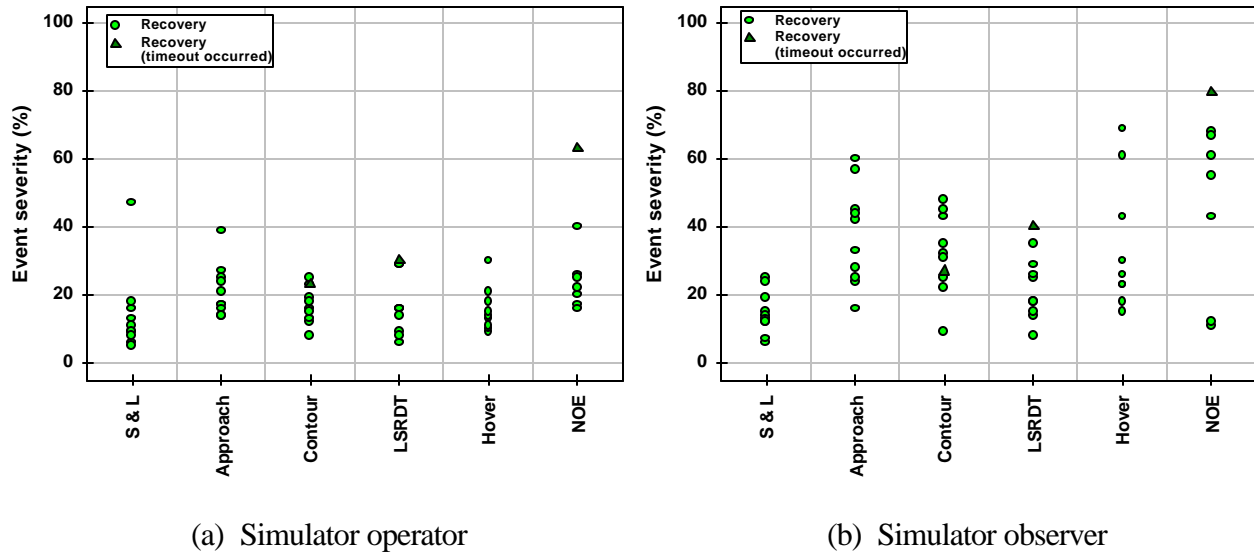 100
80
60
40
20
0
Event severity (%)
Recovery
Recovery
(timeout occurred)
S & L
Approach
Contour
LSRDT
Hover
NOE
(a) Simulator operator
100
80
60
40
20
0
Event severity (%)
Recovery
Recovery
(timeout occurred)
S & L
Approach
Contour
LSRDT
Hover
NOE
(b) Simulator observer